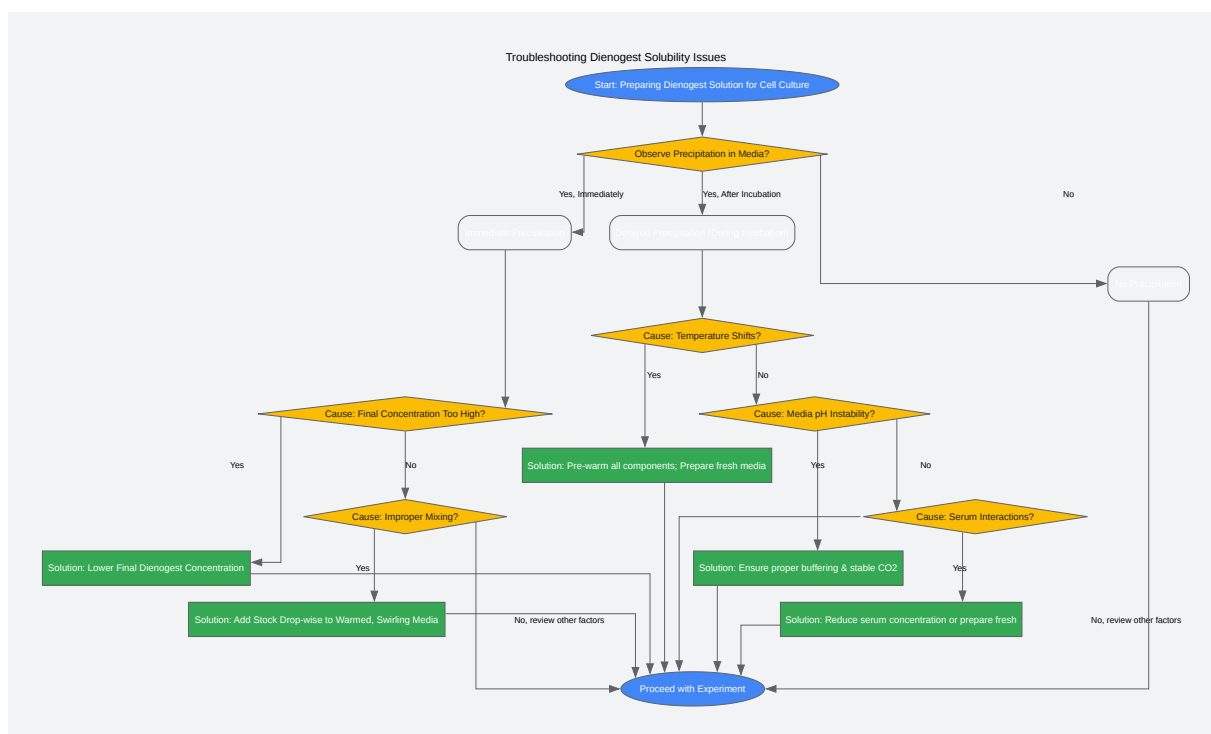 Troubleshooting Dienogest Solubility Issues
Start: Preparing Dienogest Solution for Cell Culture
Observe Precipitation in Media?
Yes, Immediately
Yes, After Incubation
No
Immediate Precipitation
No Precipitation
Cause: Temperature Shifts?
Yes
No
Cause: Final Concentration Too High?
Cause: Media pH Instability?
Yes
No
Solution: Pre-warm all components; Prepare fresh media
Yes
No
Cause: Improper Mixing?
Cause: Serum Interactions?
Solution: Lower Final Dienogest Concentration
Yes
Solution: Ensure proper buffering & stable CO2
Yes
Solution: Add Stock Drop-wise to Warmed, Swirling Media
No, review other factors
Solution: Reduce serum concentration or prepare fresh
No, review other factors
Proceed with Experiment